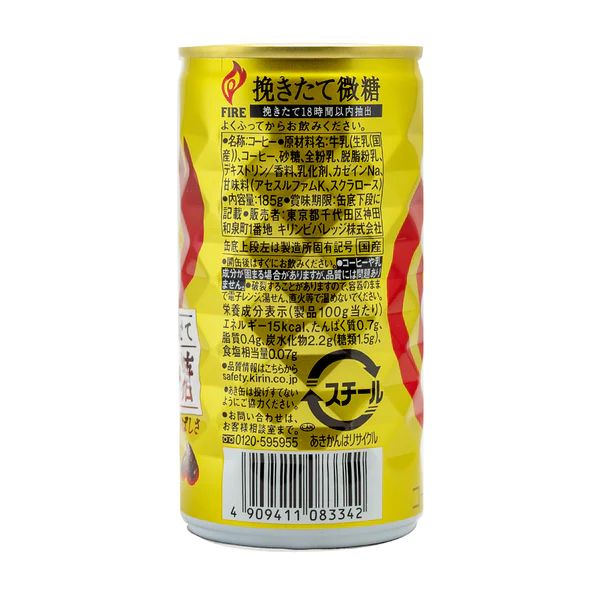 挽きたて微糖
FIRE
挽きたて18時間以内抽出
よくふってからお飲みください。
●名称:コーヒー●原材料名:牛乳(生乳(国
産))、コーヒー、砂糖、全粉乳、脱脂粉乳、
デキストリン/香料、乳化剤、カゼインNa、
甘味料(アセスルファムK、スクラロース)
●内容量:185g●賞味期限:缶底下段に
記載●販売者:東京都千代田区神田
和泉町1番地 キリンビバレッジ株式会社
缶底上段左は製造所固有記号 国産
●開缶後はすぐにお飲みください。●コーヒーや乳
成分が固まる場合がありますが、品質には問題あり
ません。●破裂することがありますので、容器のまま
で電子レンジ、湯せん、直火等で温めないでください。
栄養成分表示(製品100g当たり)
エネルギー15kcal、たんぱく質0.7g、
脂質0.4g、炭水化物2.2g(糖類1.5g)、
食塩相当量0.07g
●品質情報はこちらから
safety.kirin.co.jp
●あき缶は投げすてない
ようにご協力ください。
●お問い合わせは、
お客様相談室まで。
0120-595955
スチール
あきかんはリサイクル
4 909411 083342